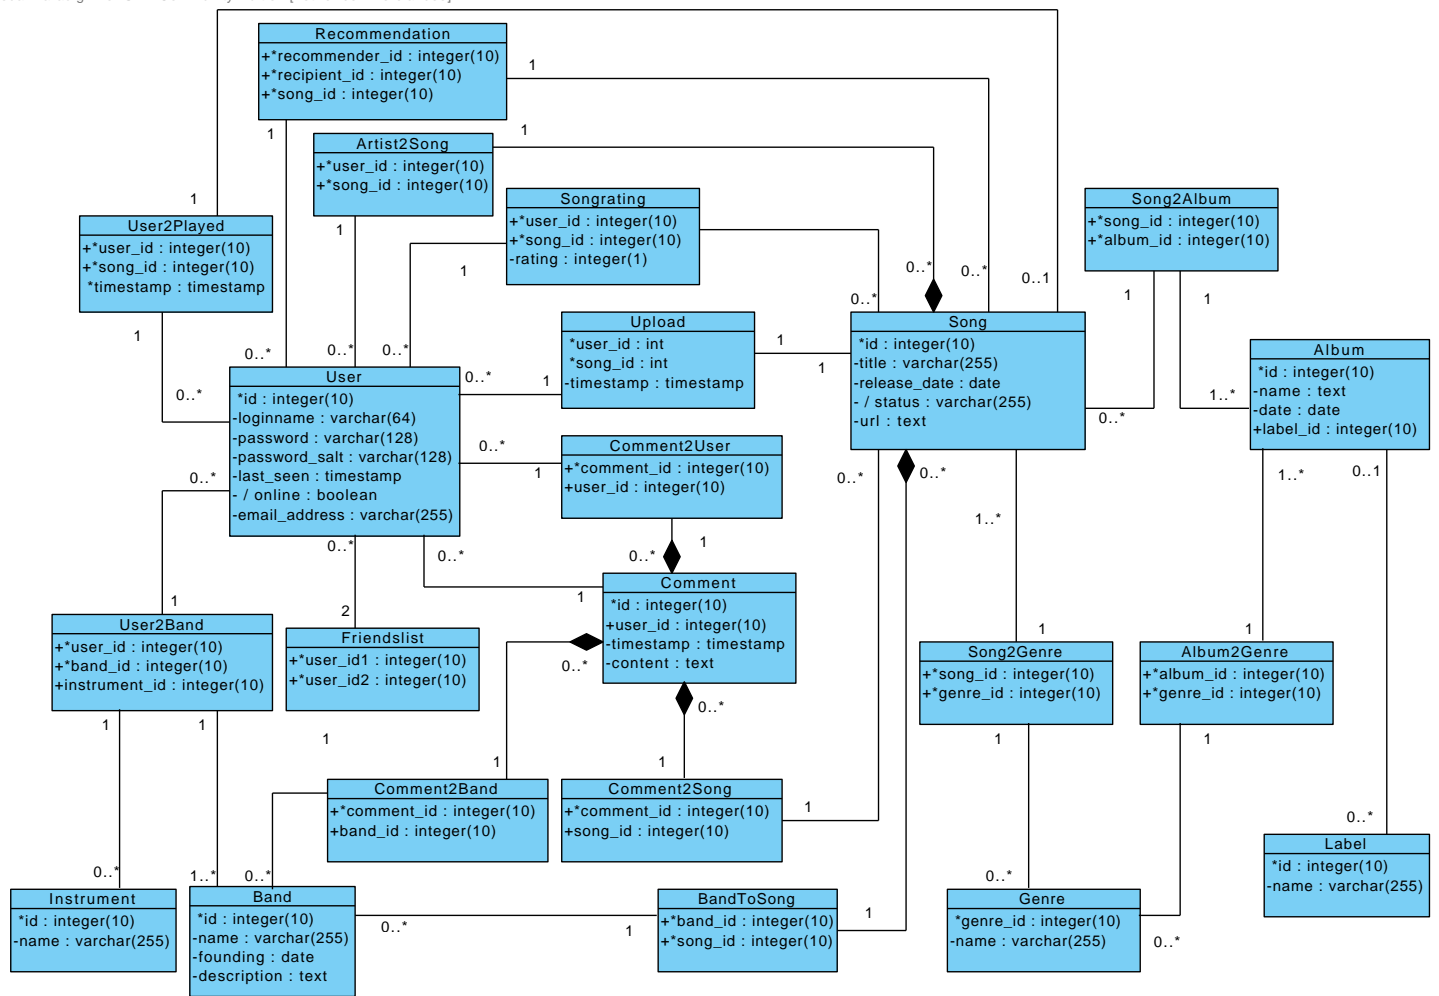 Recommendation
+*recommender_id : integer(10)
+*recipient_id : integer(10)
+*song_id : integer(10)
1
1
Artist2Song
+*user_id : integer(10)
+*song_id : integer(10)
1
1
Songrating
+*user_id : integer(10)
+*song_id : integer(10)
-rating : integer(1)
1
Song2Album
+*song_id : integer(10)
+*album_id : integer(10)
1
1
1
User2Played
+*user_id : integer(10)
+*song_id : integer(10)
*timestamp : timestamp
1
0..*
0..*
0..1
0..*
Upload
*user_id : int
*song_id : int
-timestamp : timestamp
1
1
1
Song
*id : integer(10)
-title : varchar(255)
-release_date : date
- / status : varchar(255)
-url : text
Album
*id : integer(10)
-name : text
-date : date
+label_id : integer(10)
0..*
0..*
0..*
0..*
0..*
1..*
0..*
User
*id : integer(10)
-loginname : varchar(64)
-password : varchar(128)
-password_salt : varchar(128)
-last_seen : timestamp
- / online : boolean
-email_address : varchar(255)
0..*
1
Comment2User
+*comment_id : integer(10)
+user_id : integer(10)
0..*
0..*
0..*
1..*
0..1
0..*
1..*
0..*
0..*
0..*
1
1
Comment
*id : integer(10)
+user_id : integer(10)
-timestamp : timestamp
-content : text
1
2
1
1
User2Band
+*user_id : integer(10)
+*band_id : integer(10)
+instrument_id : integer(10)
Friendslist
+*user_id1 : integer(10)
+*user_id2 : integer(10)
Song2Genre
+*song_id : integer(10)
+*genre_id : integer(10)
Album2Genre
+*album_id : integer(10)
+*genre_id : integer(10)
0..*
0..*
1
1
1
1
1
1
1
Comment2Band
+*comment_id : integer(10)
+band_id : integer(10)
Comment2Song
+*comment_id : integer(10)
+song_id : integer(10)
1
0..*
Label
*id : integer(10)
-name : varchar(255)
0..*
1..*
0..*
0..*
Instrument
*id : integer(10)
-name : varchar(255)
Band
*id : integer(10)
-name : varchar(255)
-founding : date
-description : text
0..*
1
BandToSong
+*band_id : integer(10)
+*song_id : integer(10)
1
Genre
*genre_id : integer(10)
-name : varchar(255)
0..*